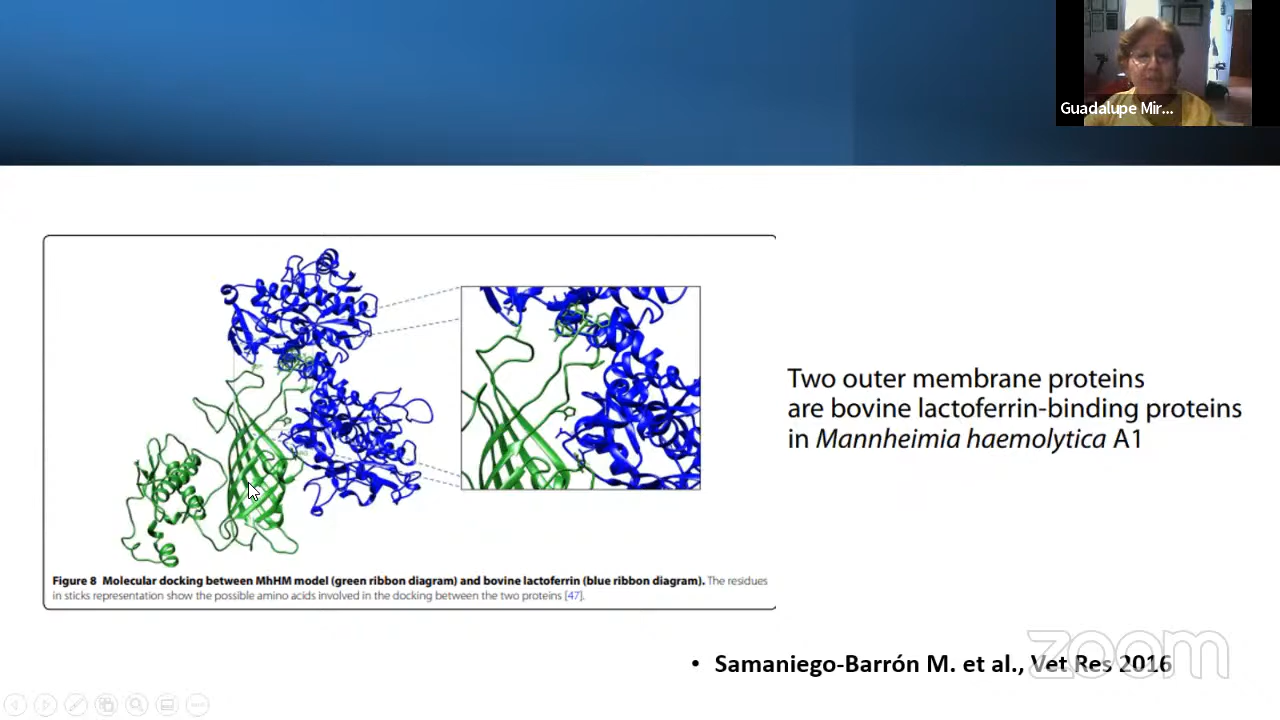 Guadalupe Mir...
Two outer membrane proteins
are bovine lactoferrin-binding proteins
in Mannheimia haemolytica A1
Figure 8 Molecular docking between MhHM model (green ribbon diagram) and bovine lactoferrin (blue ribbon diagram). The residues
in sticks representation show the possible amino acids involved in the docking between the two proteins [47].
• Samaniego-Barrón M. et al., Vet Res 2016
zoom